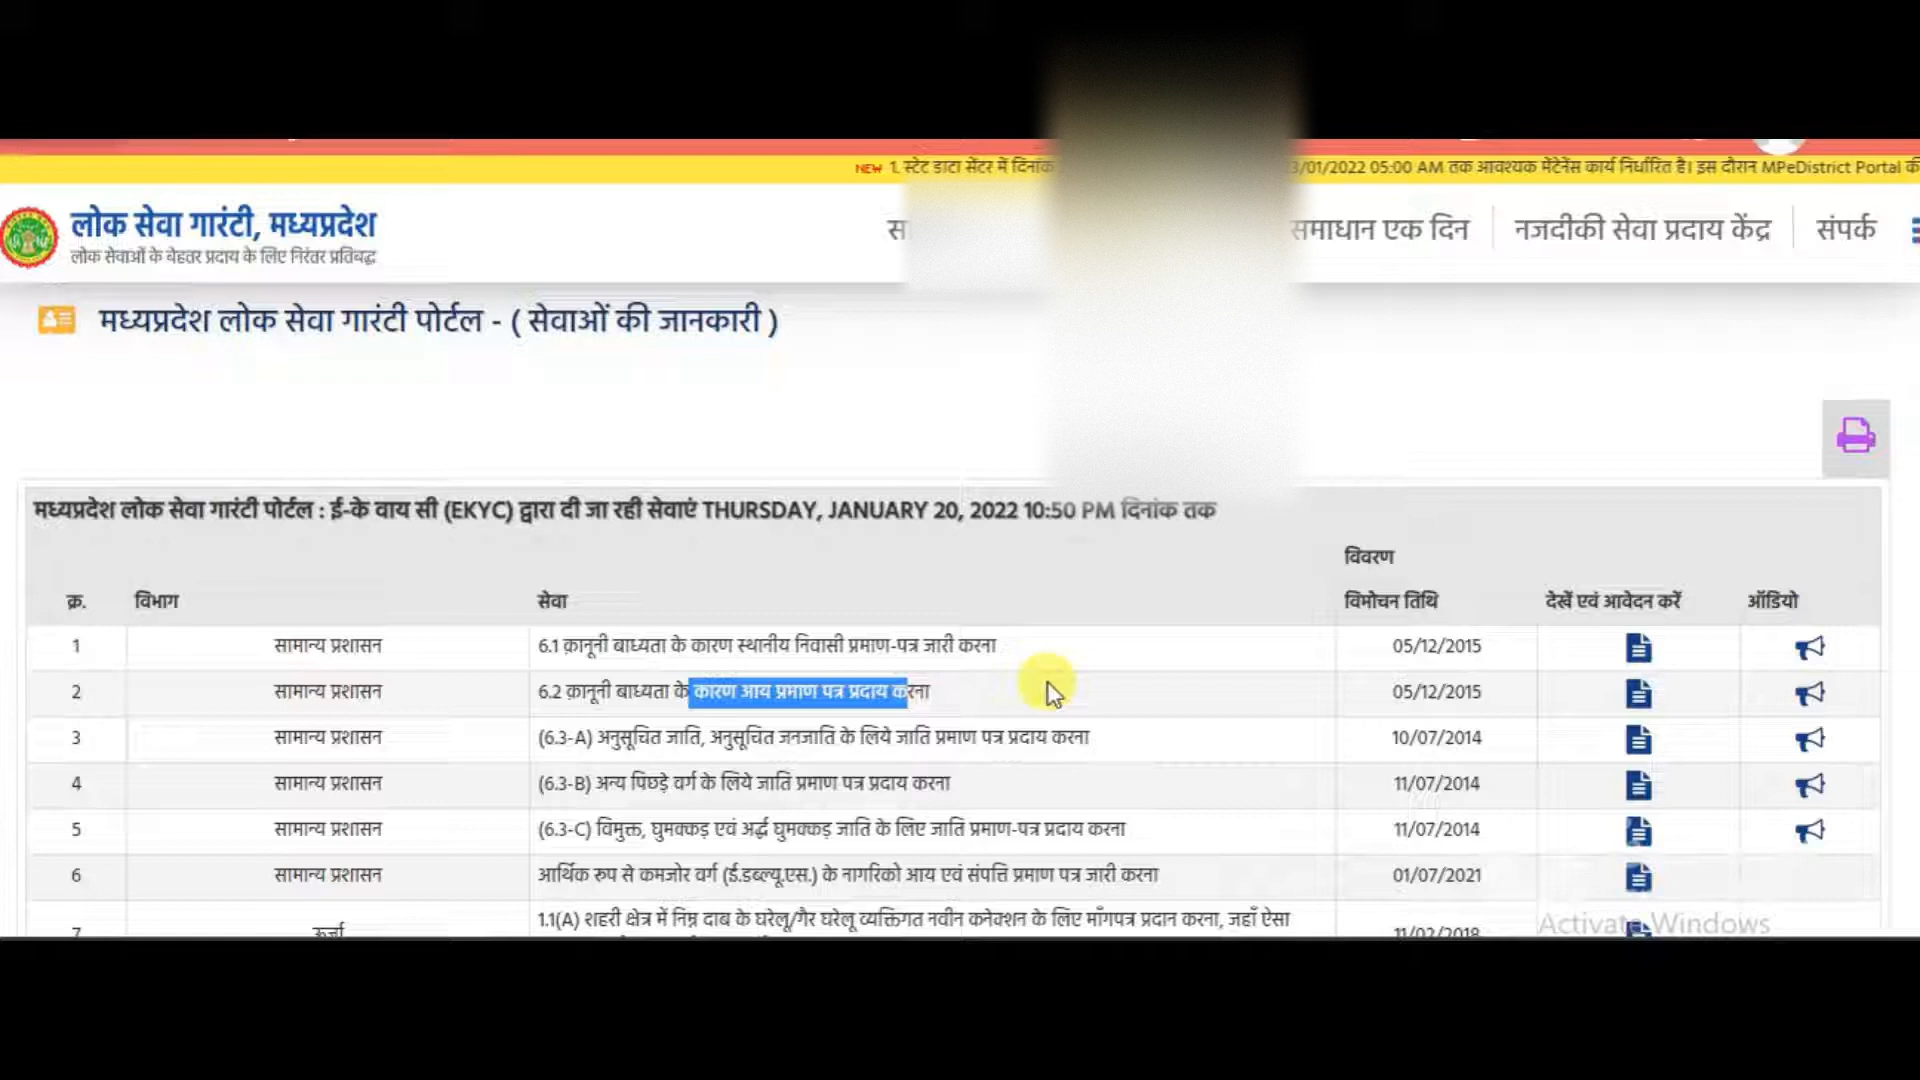 NEW 1. स्टेट डाटा सेंटर में दिनांक 3/01/2022 05:00 AM तक आवश्यक मेंटेनेंस कार्य निर्धारित है। इस दौरान MPeDistrict Portal
लोक सेवा गारंटी, मध्यप्रदेश
लोक सेवाओं के बेहतर प्रदाय के लिए निरंतर प्रतिबद्ध
समाधान एक दिन नजदीकी सेवा प्रदाय केंद्र संपर्क
मध्यप्रदेश लोक सेवा गारंटी पोर्टल - ( सेवाओं की जानकारी )
मध्यप्रदेश लोक सेवा गारंटी पोर्टल : ई-के वाय सी (EKYC) द्वारा दी जा रही सेवाएं THURSDAY, JANUARY 20, 2022 10:50 PM दिनांक तक
विवरण
क्र. विभाग सेवा विमोचन तिथि देखें एवं आवेदन करें ऑडियो
1 सामान्य प्रशासन 6.1 क़ानूनी बाध्यता के कारण स्थानीय निवासी प्रमाण-पत्र जारी करना 05/12/2015
2 सामान्य प्रशासन 6.2 क़ानूनी बाध्यता के कारण आय प्रमाण पत्र प्रदाय करना 05/12/2015
3 सामान्य प्रशासन (6.3-A) अनुसूचित जाति, अनुसूचित जनजाति के लिये जाति प्रमाण पत्र प्रदाय करना 10/07/2014
4 सामान्य प्रशासन (6.3-B) अन्य पिछड़े वर्ग के लिये जाति प्रमाण पत्र प्रदाय करना 11/07/2014
5 सामान्य प्रशासन (6.3-C) विमुक्त, घुमक्कड़ एवं अर्द्ध घुमक्कड़ जाति के लिए जाति प्रमाण-पत्र प्रदाय करना 11/07/2014
6 सामान्य प्रशासन आर्थिक रूप से कमजोर वर्ग (ई.डब्ल्यू.एस.) के नागरिको आय एवं संपत्ति प्रमाण पत्र जारी करना 01/07/2021
7 ऊर्जा 1.1(A) शहरी क्षेत्र में निम्न दाब के घरेलू/गैर घरेलू व्यक्तिगत नवीन कनेक्शन के लिए माँगपत्र प्रदान करना, जहाँ ऐसा 11/02/2018
Activate Windows